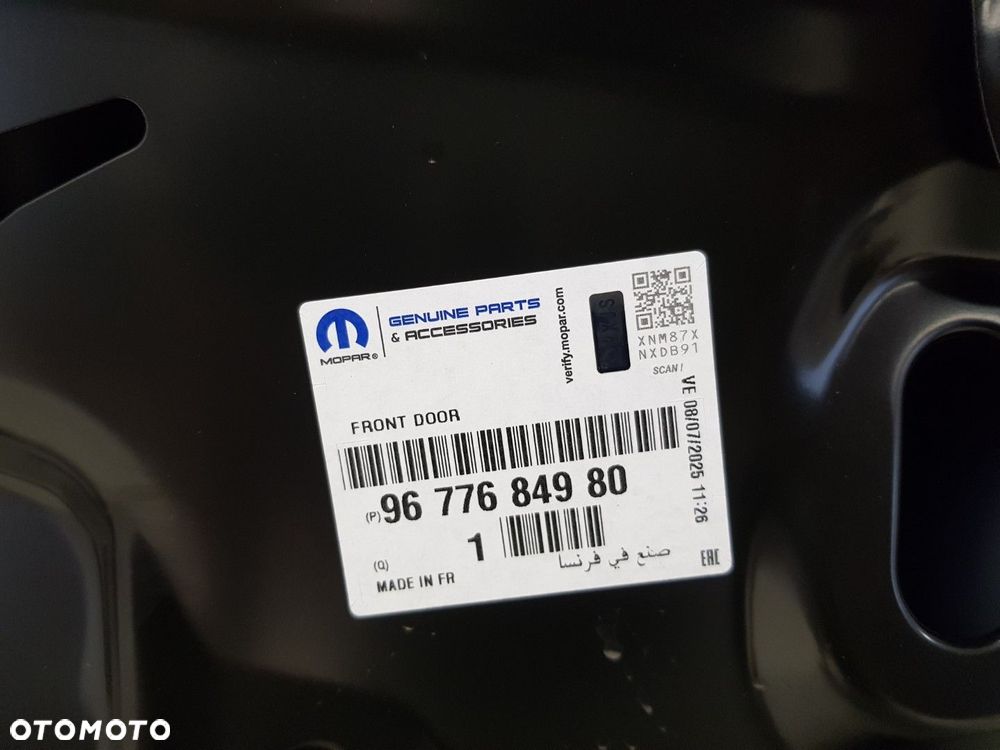 MOPAR®
GENUINE PARTS
& ACCESSORIES
verify.mopar.com
XNM87X
NXDB91
SCAN!
VE 08/07/2025 11:26
FRONT DOOR
(P) 96 776 849 80
(Q) 1
صنع في فرنسا
MADE IN FR
EAC
OTOMOTO